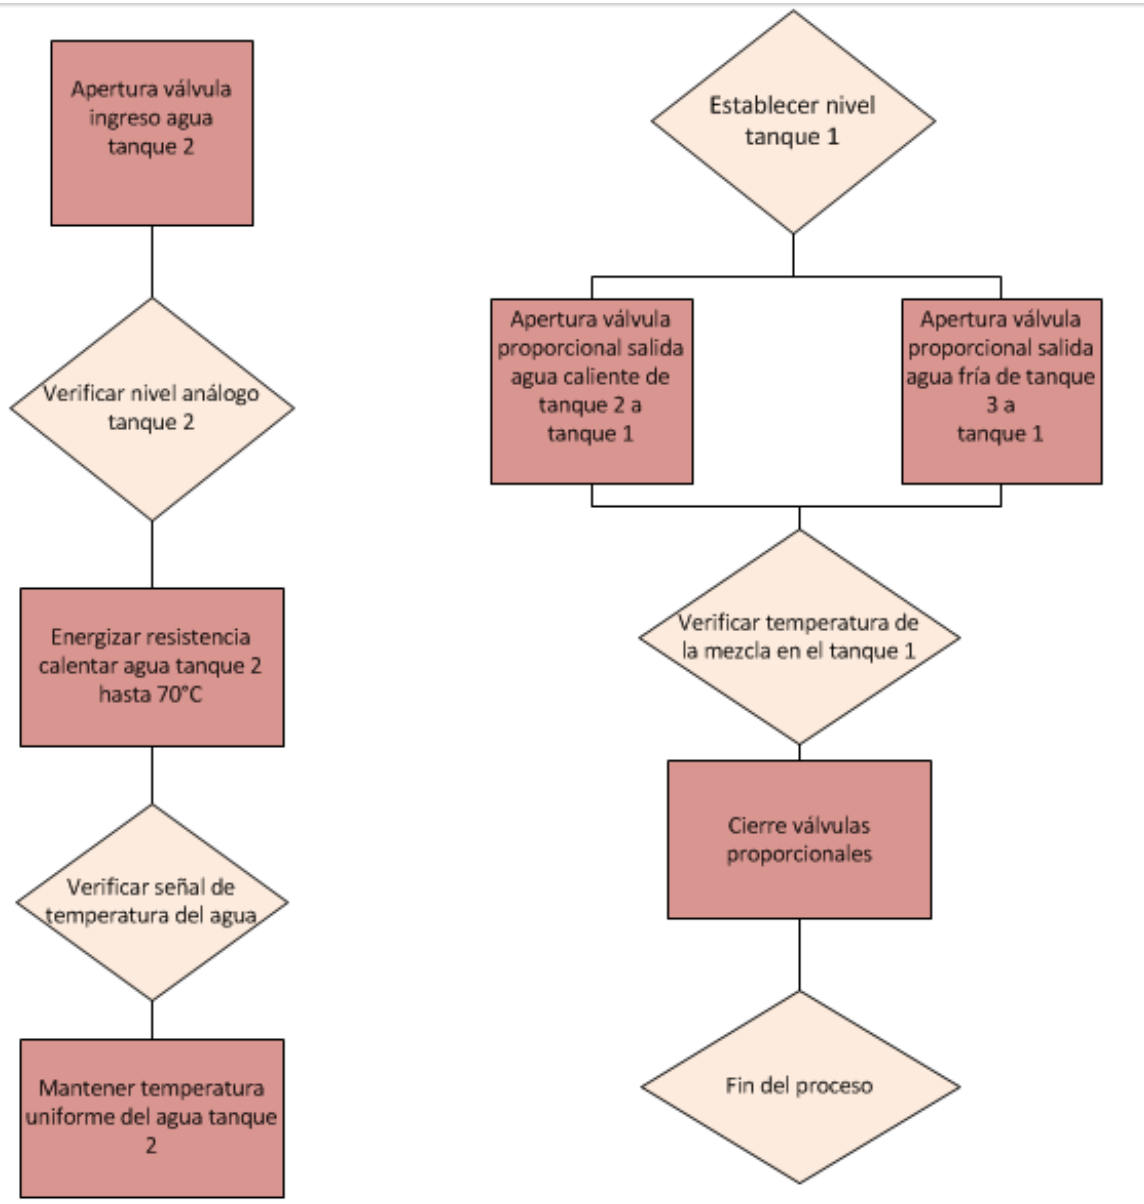 Apertura válvula
ingreso agua
tanque 2
Verificar nivel análogo
tanque 2
Energizar resistencia
calentar agua tanque 2
hasta 70°C
Verificar señal de
temperatura del agua
Mantener temperatura
uniforme del agua tanque
2
Establecer nivel
tanque 1
Apertura válvula
proporcional salida
agua caliente de
tanque 2 a
tanque 1
Apertura válvula
proporcional salida
agua fría de tanque
3 a
tanque 1
Verificar temperatura de
la mezcla en el tanque 1
Cierre válvulas
proporcionales
Fin del proceso